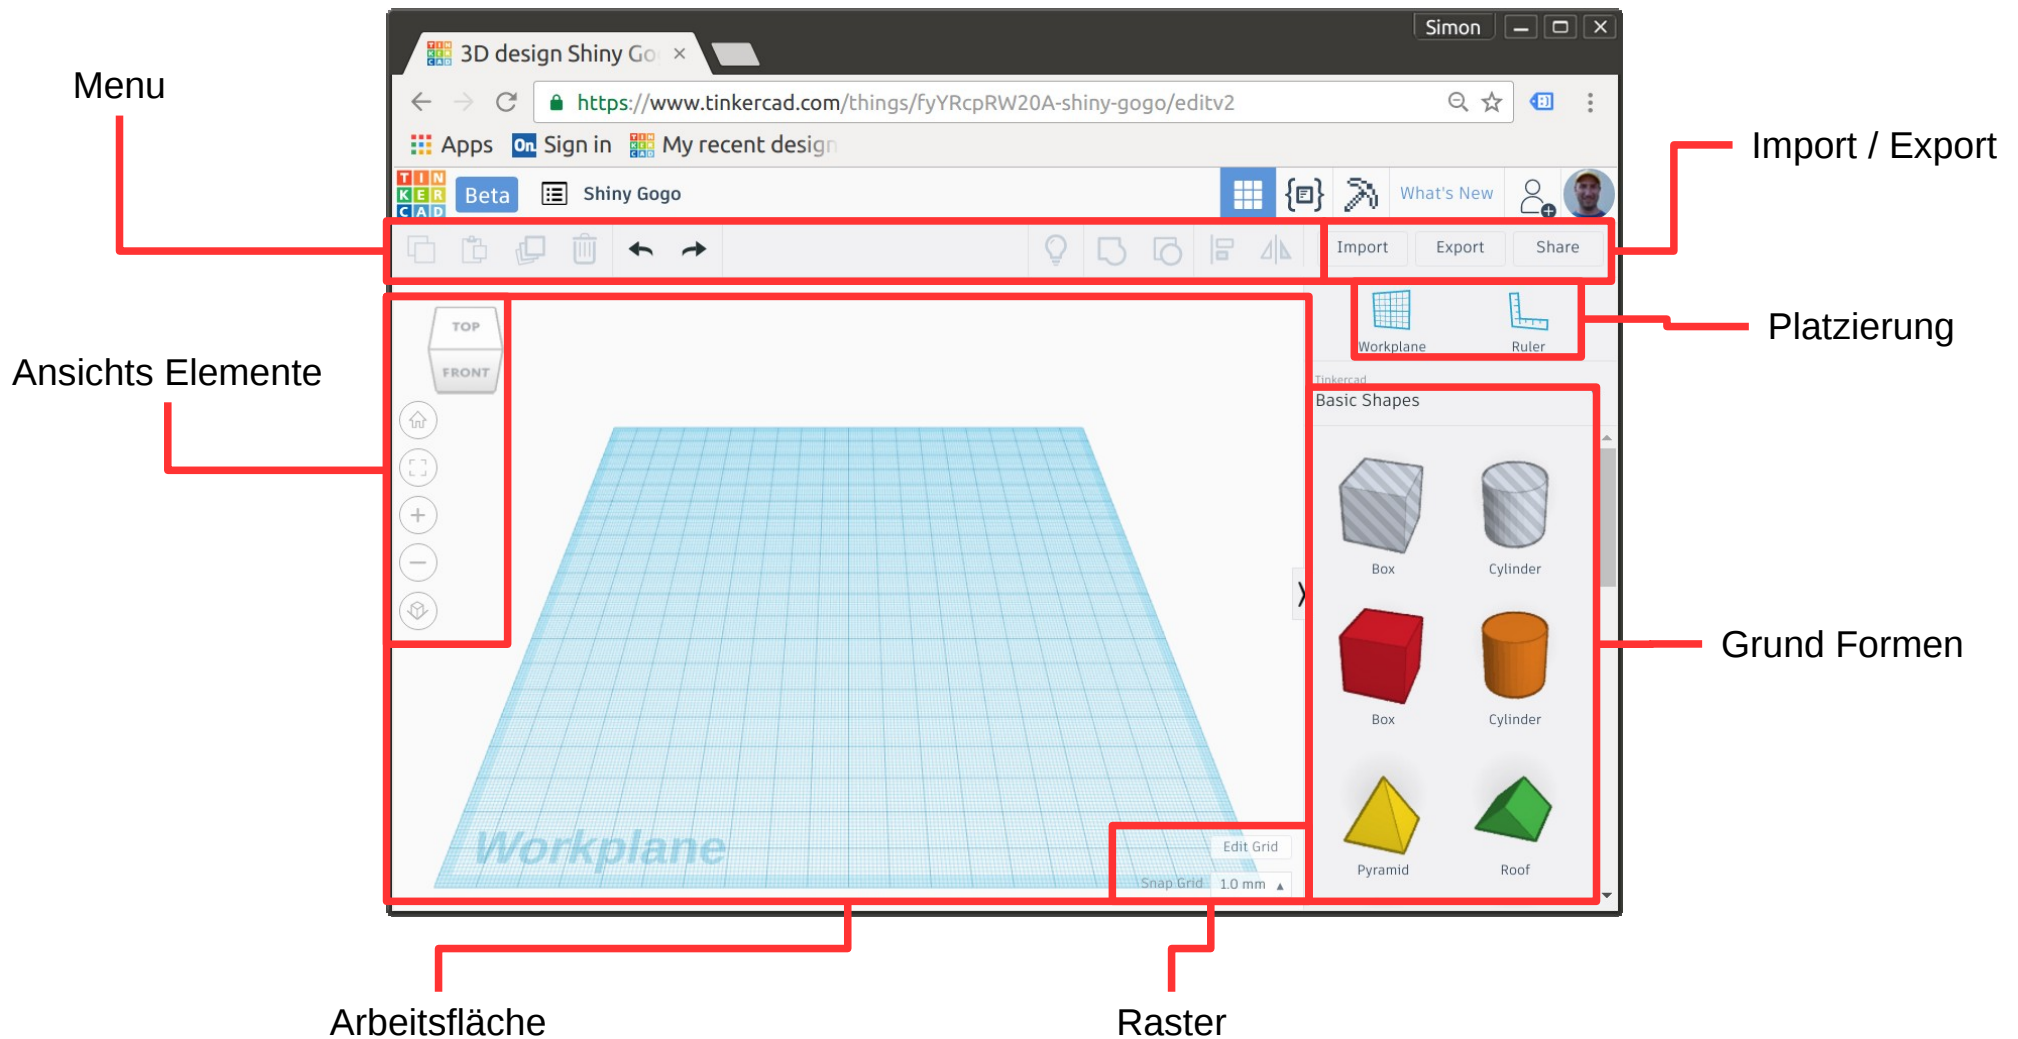 Simon
3D design Shiny Go
https://www.tinkercad.com/things/fyYRcpRW20A-shiny-gogo/editv2
Apps
On.
Sign in
My recent design
TIN
KER
CAD
Beta
Shiny Gogo
What's New
Import
Export
Share
Menu
Import / Export
TOP
FRONT
Workplane
Ruler
Platzierung
Ansichts Elemente
Tinkercad
Basic Shapes
Box
Cylinder
Box
Cylinder
Grund Formen
Pyramid
Roof
Workplane
Edit Grid
Snap Grid 1.0 mm
Arbeitsfläche
Raster